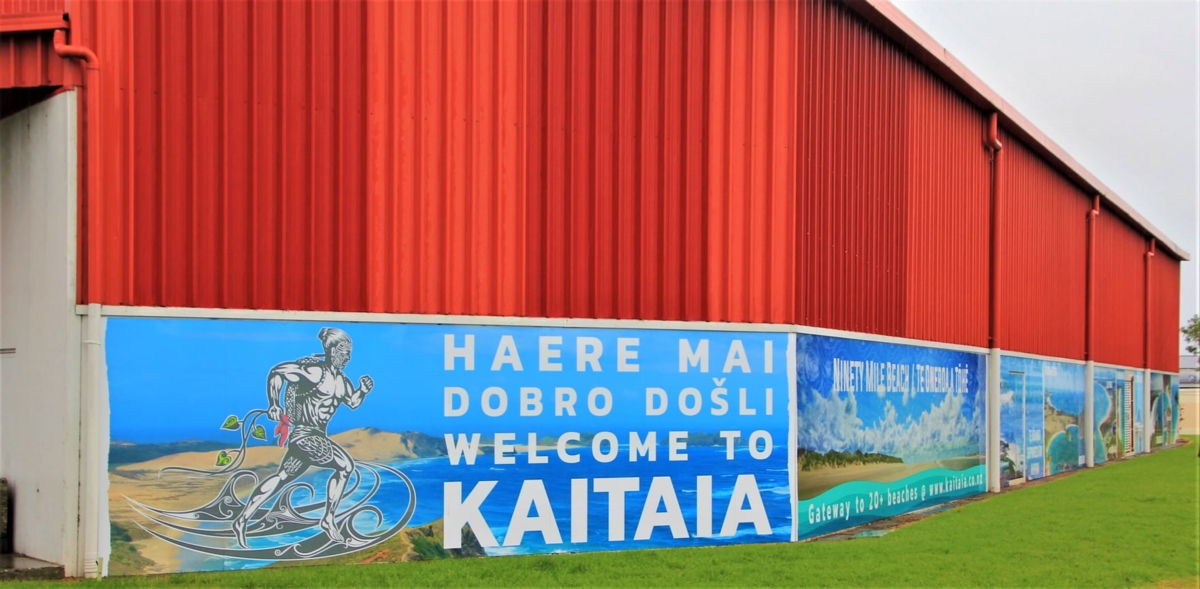 HAERE MAI
DOBRO DOŠLI
WELCOME TO
KAITAIA
NINETY MILE BEACH / TE ONEROA A TŌHĒ
Gateway to 20+ beaches @ www.kaitaia.co.nz